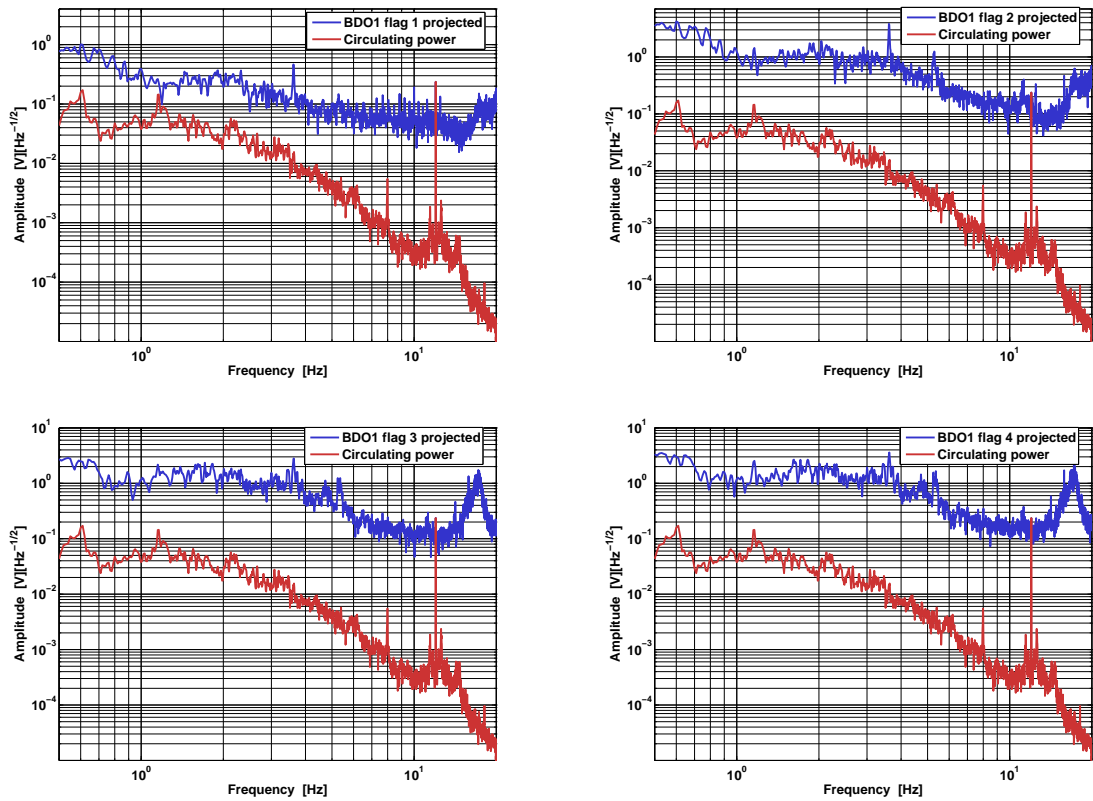 BDO1 flag 1 projected
Circulating power
Amplitude [V][Hz^−1/2]
10^0
10^−1
10^−2
10^−3
10^−4
10^0
10^1
Frequency [Hz]
BDO1 flag 2 projected
Circulating power
Amplitude [V][Hz^−1/2]
10^0
10^−1
10^−2
10^−3
10^−4
10^0
10^1
Frequency [Hz]
BDO1 flag 3 projected
Circulating power
Amplitude [V][Hz^−1/2]
10^1
10^0
10^−1
10^−2
10^−3
10^−4
10^0
10^1
Frequency [Hz]
BDO1 flag 4 projected
Circulating power
Amplitude [V][Hz^−1/2]
10^1
10^0
10^−1
10^−2
10^−3
10^−4
10^0
10^1
Frequency [Hz]